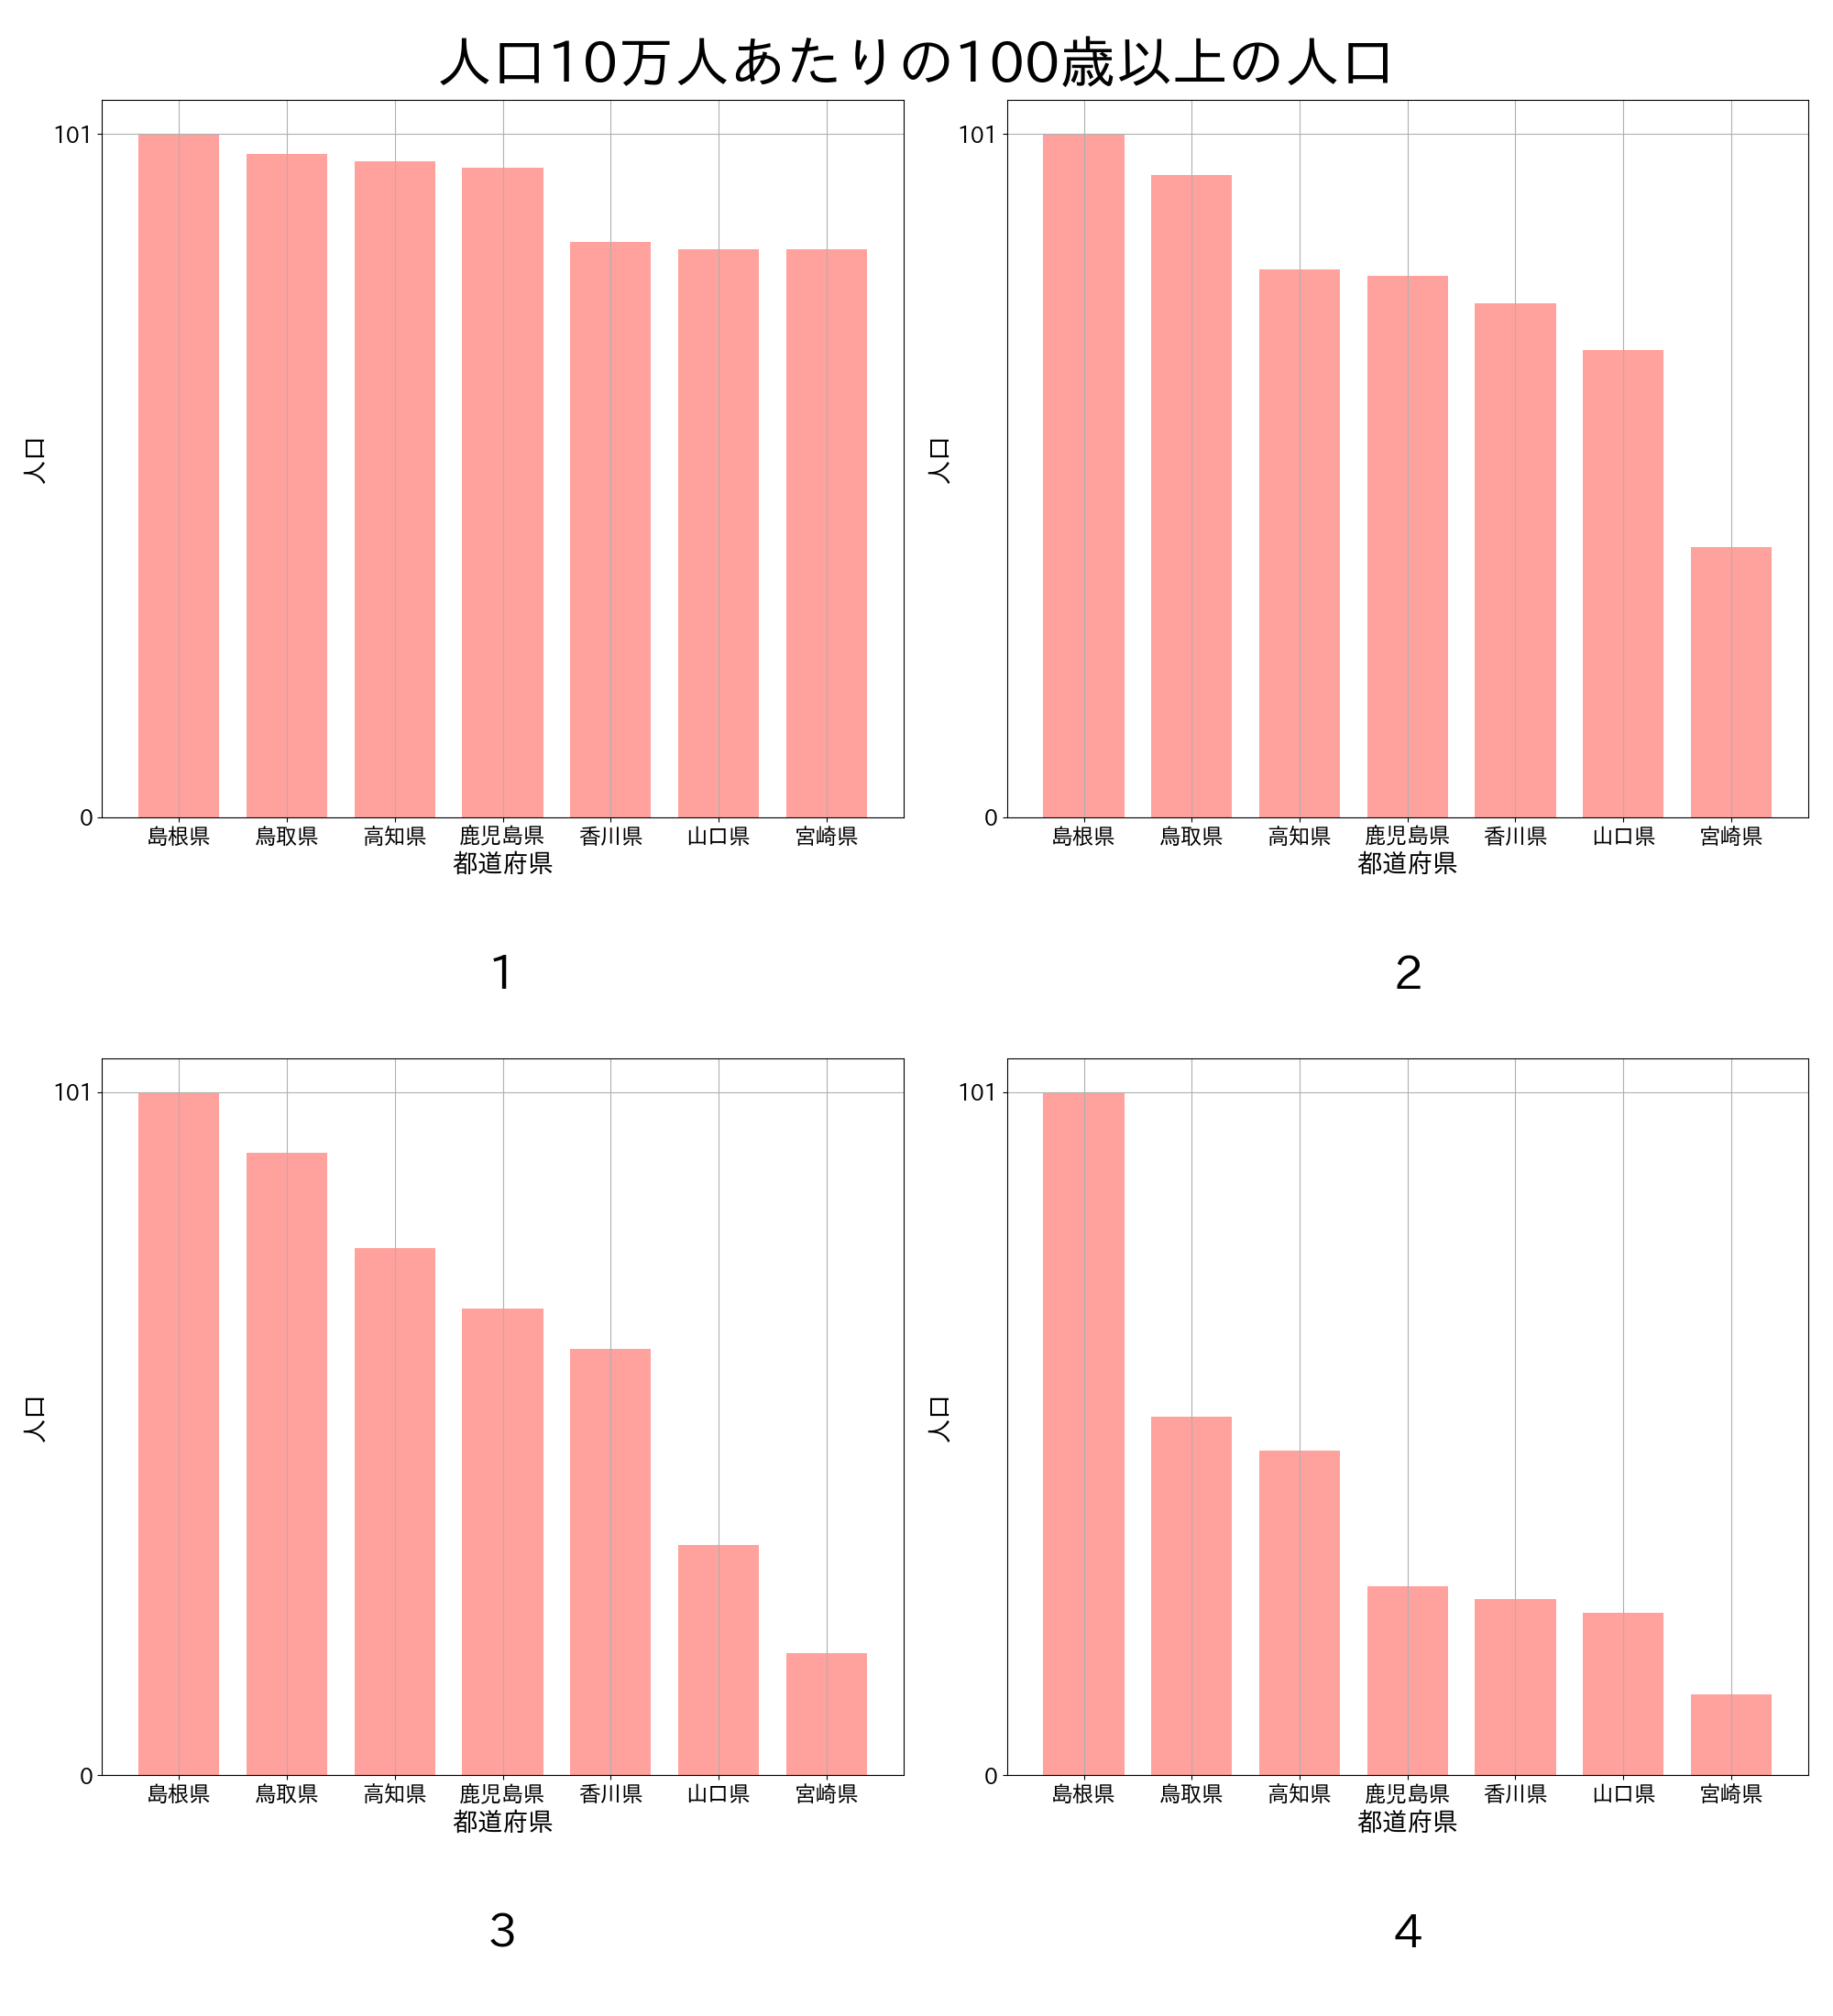 人口10万人あたりの100歳以上の人口
101
人口
0
島根県 鳥取県 高知県 鹿児島県 香川県 山口県 宮崎県
都道府県
1
101
人口
0
島根県 鳥取県 高知県 鹿児島県 香川県 山口県 宮崎県
都道府県
2
101
人口
0
島根県 鳥取県 高知県 鹿児島県 香川県 山口県 宮崎県
都道府県
3
101
人口
0
島根県 鳥取県 高知県 鹿児島県 香川県 山口県 宮崎県
都道府県
4